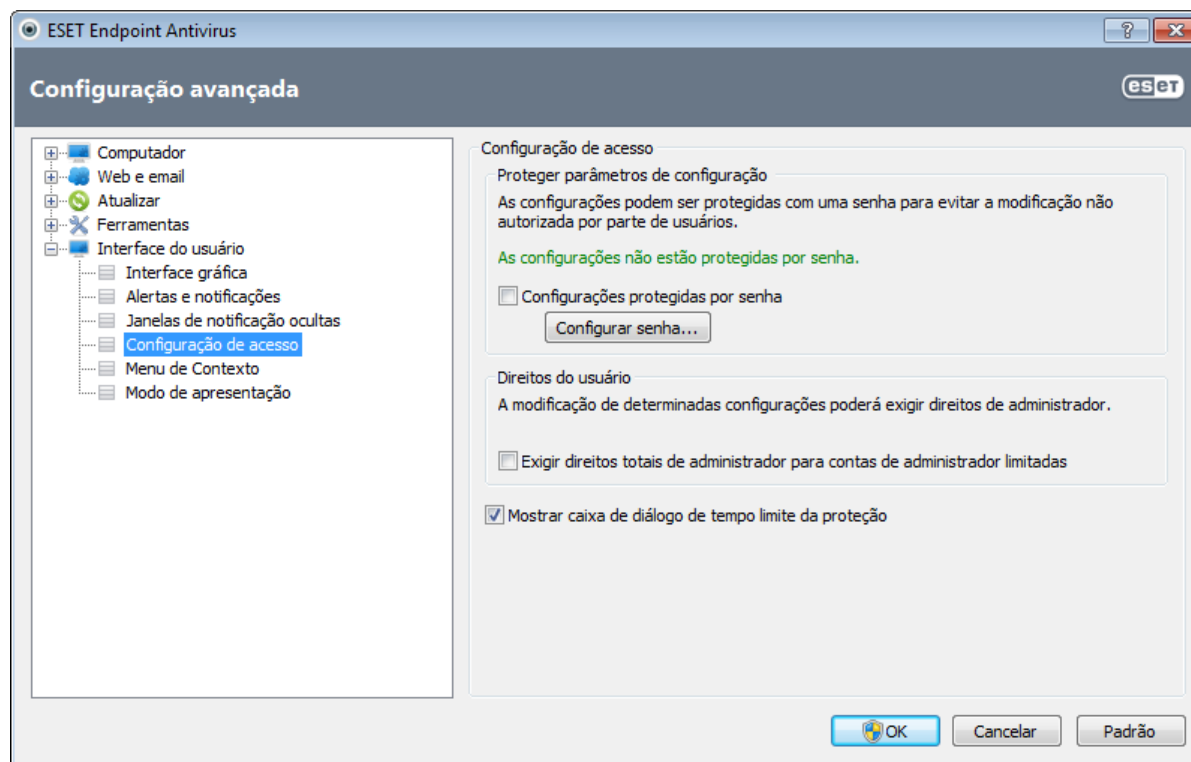 ESET Endpoint Antivirus
Configuração avançada
eset
Computador
Web e email
Atualizar
Ferramentas
Interface do usuário
Interface gráfica
Alertas e notificações
Janelas de notificação ocultas
Configuração de acesso
Menu de Contexto
Modo de apresentação
Configuração de acesso
Proteger parâmetros de configuração
As configurações podem ser protegidas com uma senha para evitar a modificação não
autorizada por parte de usuários.
As configurações não estão protegidas por senha.
Configurações protegidas por senha
Configurar senha...
Direitos do usuário
A modificação de determinadas configurações poderá exigir direitos de administrador.
Exigir direitos totais de administrador para contas de administrador limitadas
Mostrar caixa de diálogo de tempo limite da proteção
OK
Cancelar
Padrão